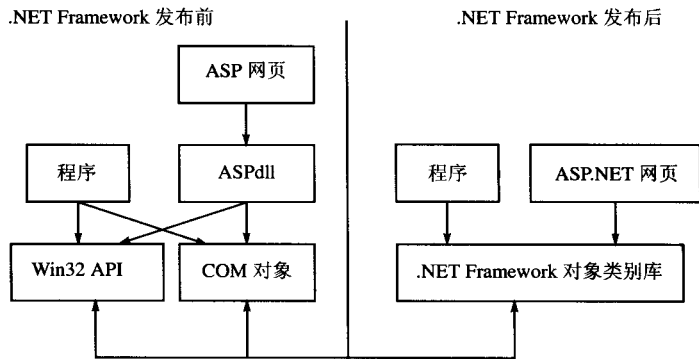 .NET Framework 发布前
.NET Framework 发布后
ASP 网页
程序
ASPdll
程序
ASP.NET 网页
Win32 API
COM 对象
.NET Framework 对象类别库